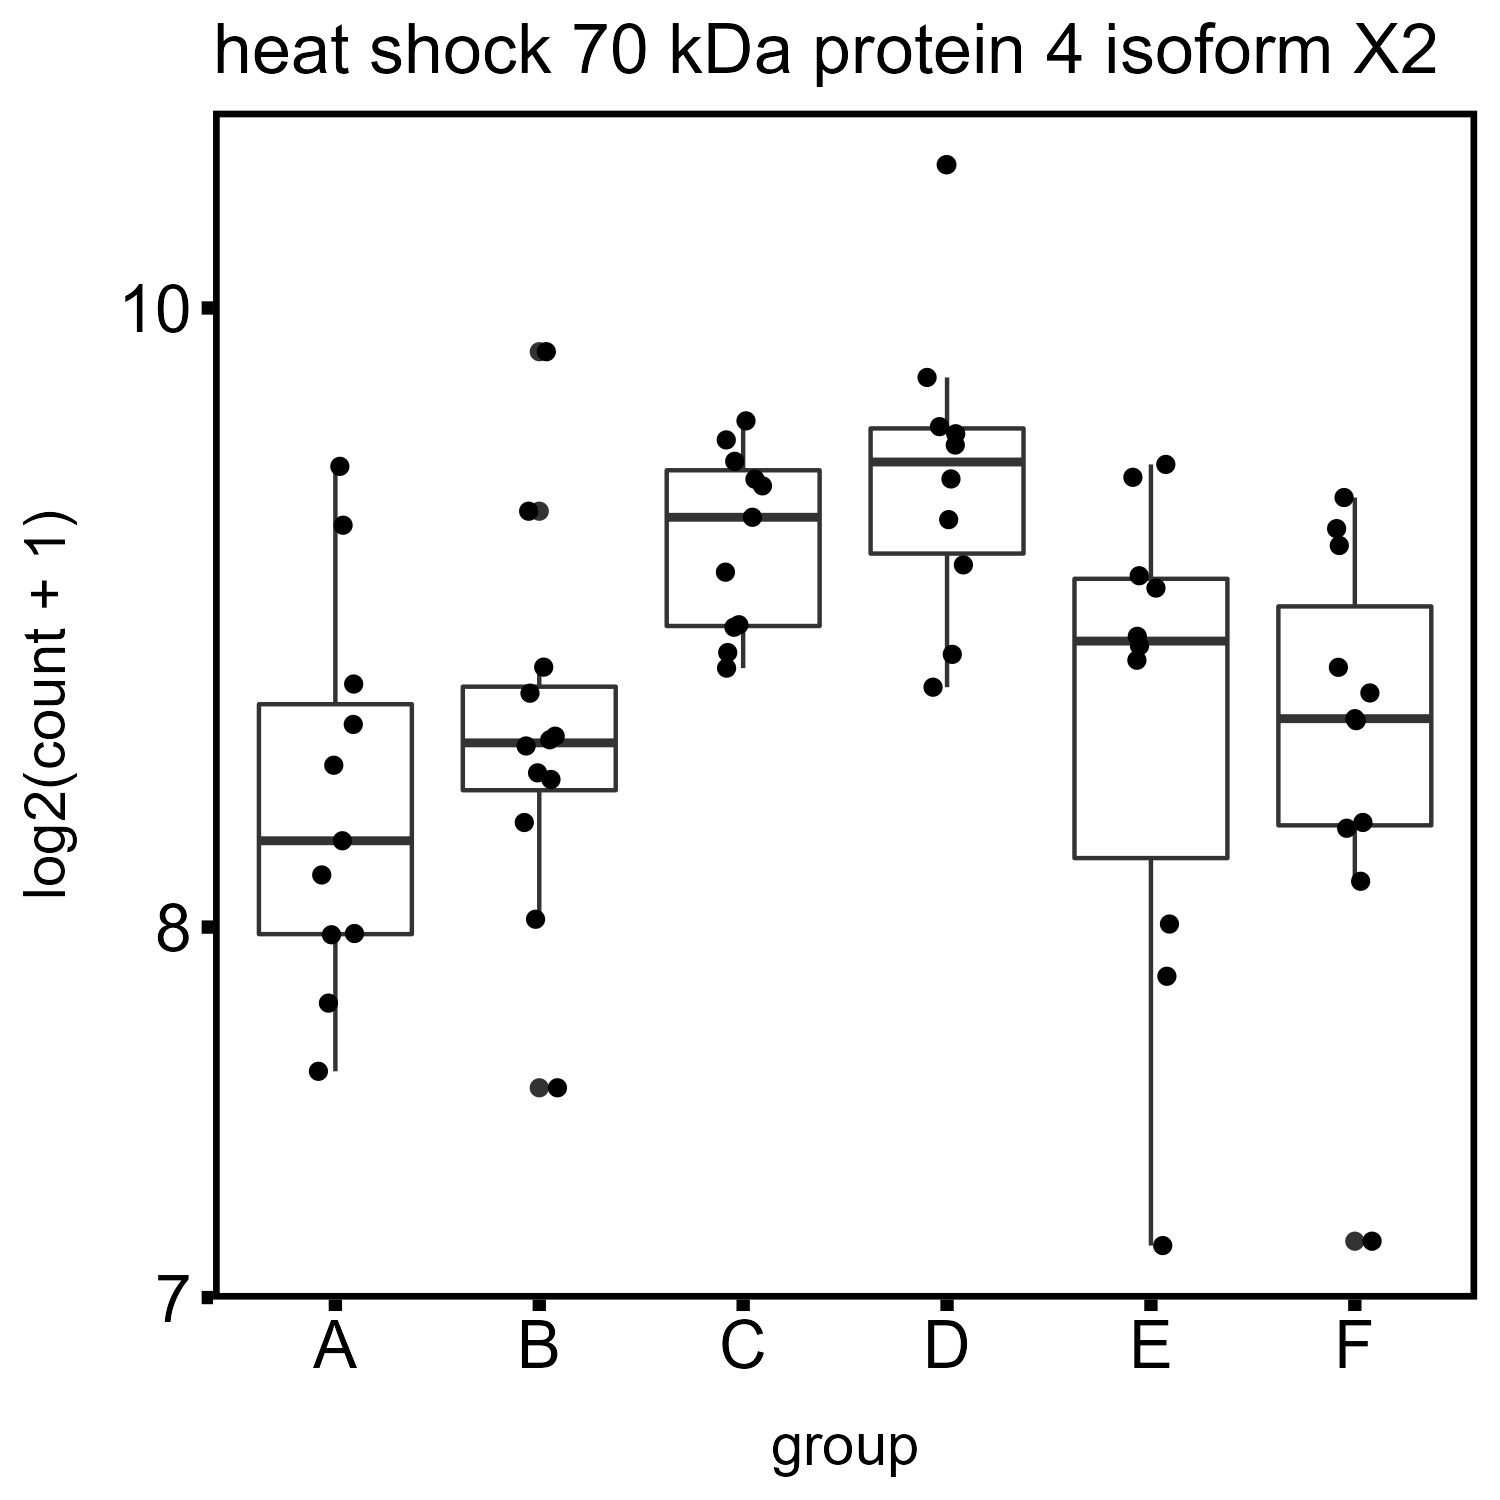 heat shock 70 kDa protein 4 isoform X2
log2(count + 1)
10
8
7
A B C D E F
group